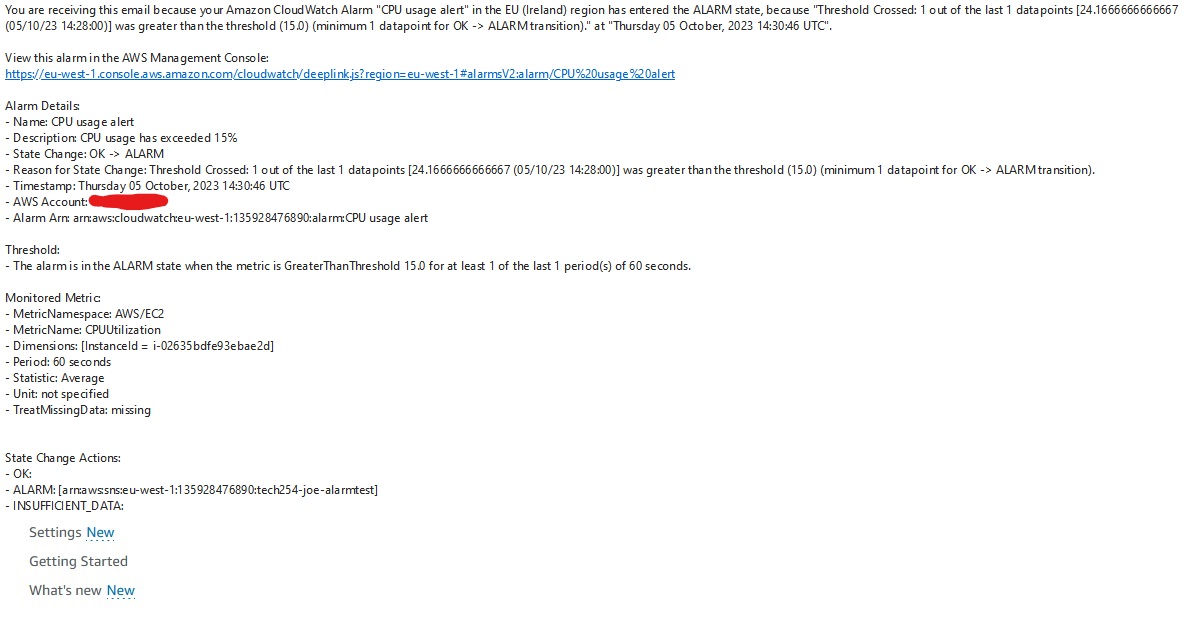 You are receiving this email because your Amazon CloudWatch Alarm "CPU usage alert" in the EU (Ireland) region has entered the ALARM state, because "Threshold Crossed: 1 out of the last 1 datapoints [24.1666666666667
(05/10/23 14:28:00)] was greater than the threshold (15.0) (minimum 1 datapoint for OK -> ALARM transition)." at "Thursday 05 October, 2023 14:30:46 UTC".
View this alarm in the AWS Management Console:
https://eu-west-1.console.aws.amazon.com/cloudwatch/deeplink.js?region=eu-west-1#alarmsV2:alarm/CPU%20usage%20alert
Alarm Details:
- Name: CPU usage alert
- Description: CPU usage has exceeded 15%
- State Change: OK -> ALARM
- Reason for State Change: Threshold Crossed: 1 out of the last 1 datapoints [24.1666666666667 (05/10/23 14:28:00)] was greater than the threshold (15.0) (minimum 1 datapoint for OK -> ALARM transition).
- Timestamp: Thursday 05 October, 2023 14:30:46 UTC
- AWS Account:
- Alarm Arn: arn:aws:cloudwatch:eu-west-1:135928476890:alarm:CPU usage alert
Threshold:
- The alarm is in the ALARM state when the metric is GreaterThanThreshold 15.0 for at least 1 of the last 1 period(s) of 60 seconds.
Monitored Metric:
- MetricNamespace: AWS/EC2
- MetricName: CPUUtilization
- Dimensions: [InstanceId = i-02635bdfe93ebae2d]
- Period: 60 seconds
- Statistic: Average
- Unit: not specified
- TreatMissingData: missing
State Change Actions:
- OK:
- ALARM: [arn:aws:sns:eu-west-1:135928476890:tech254-joe-alarmtest]
- INSUFFICIENT_DATA:
Settings New
Getting Started
What's new New